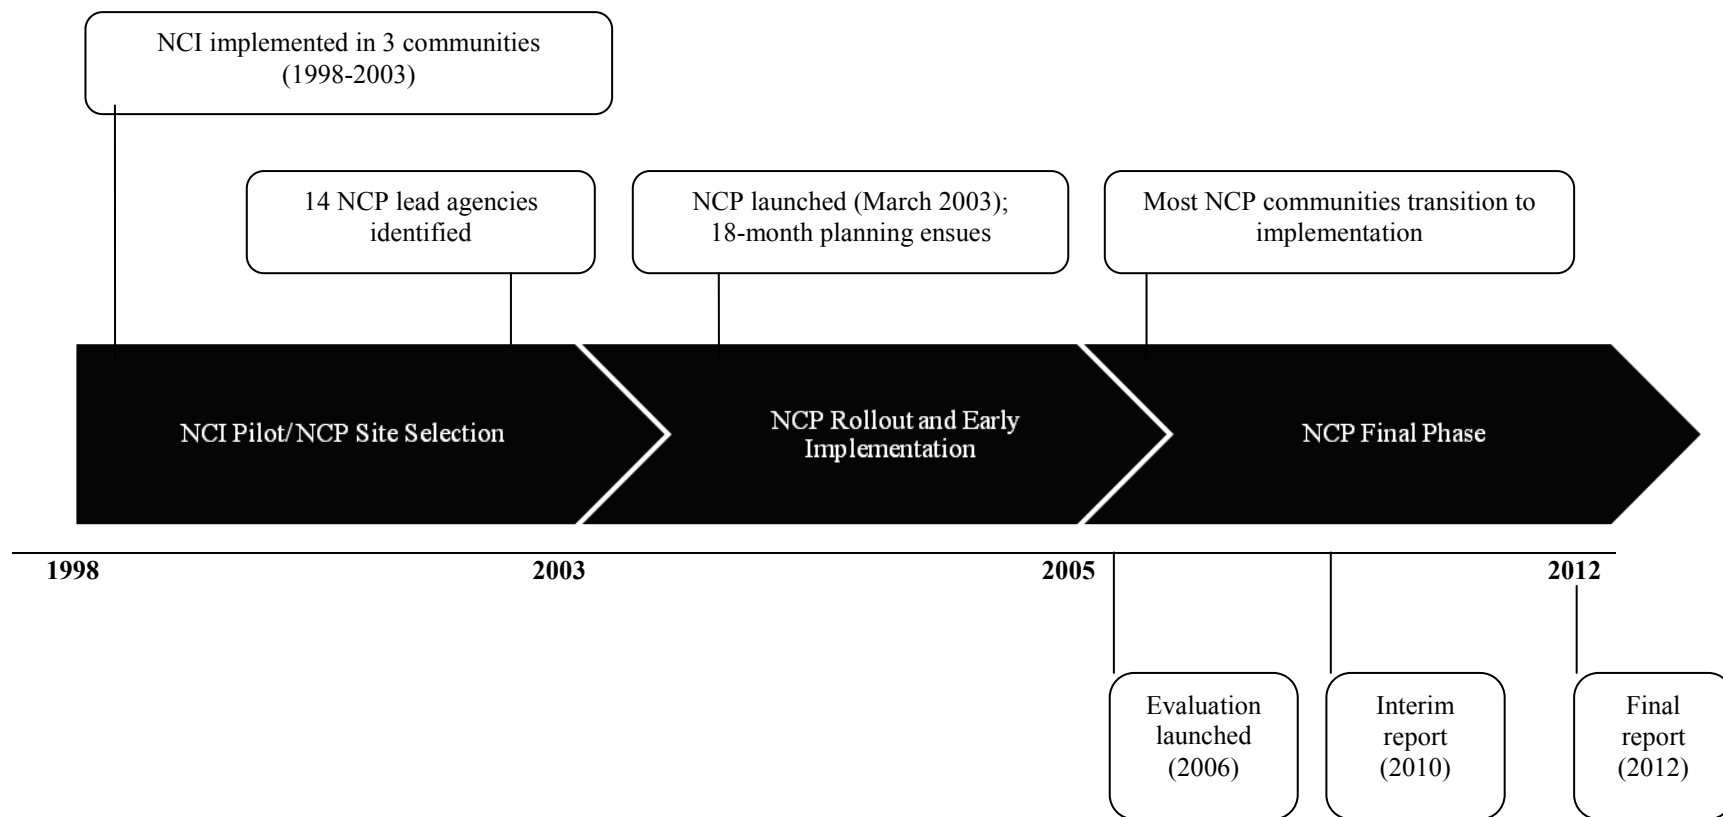 NCI implemented in 3 communities
(1998-2003)
14 NCP lead agencies
identified
NCP launched (March 2003);
18-month planning ensues
Most NCP communities transition to
implementation
NCI Pilot/NCP Site Selection
NCP Rollout and Early
Implementation
NCP Final Phase
1998
2003
2005
2012
Evaluation
launched
(2006)
Interim
report
(2010)
Final
report
(2012)